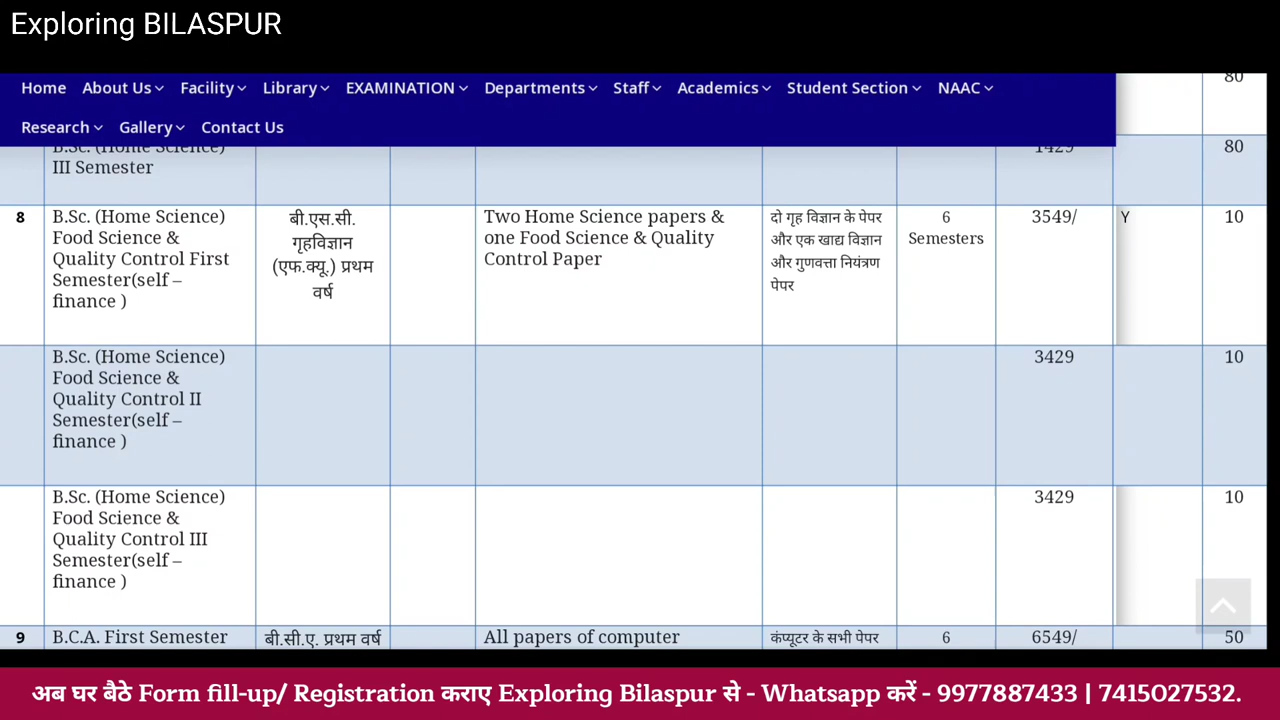 Exploring BILASPUR
80
Home About Us Facility Library EXAMINATION Departments Staff Academics Student Section NAAC
Research Gallery Contact Us
B.Sc. (Home Science)
III Semester
1429
80
8
B.Sc. (Home Science)
Food Science &
Quality Control First
Semester(self –
finance )
बी.एस.सी.
गृहविज्ञान
(एफ.क्यू.) प्रथम
वर्ष
Two Home Science papers &
one Food Science & Quality
Control Paper
दो गृह विज्ञान के पेपर
और एक खाद्य विज्ञान
और गुणवत्ता नियंत्रण
पेपर
6
Semesters
3549/
Y
10
B.Sc. (Home Science)
Food Science &
Quality Control II
Semester(self –
finance )
3429
10
B.Sc. (Home Science)
Food Science &
Quality Control III
Semester(self –
finance )
3429
10
9
B.C.A. First Semester
बी.सी.ए. प्रथम वर्ष
All papers of computer
कंप्यूटर के सभी पेपर
6
6549/
50
अब घर बैठे Form fill-up/ Registration कराए Exploring Bilaspur से - Whatsapp करें - 9977887433 | 7415027532.